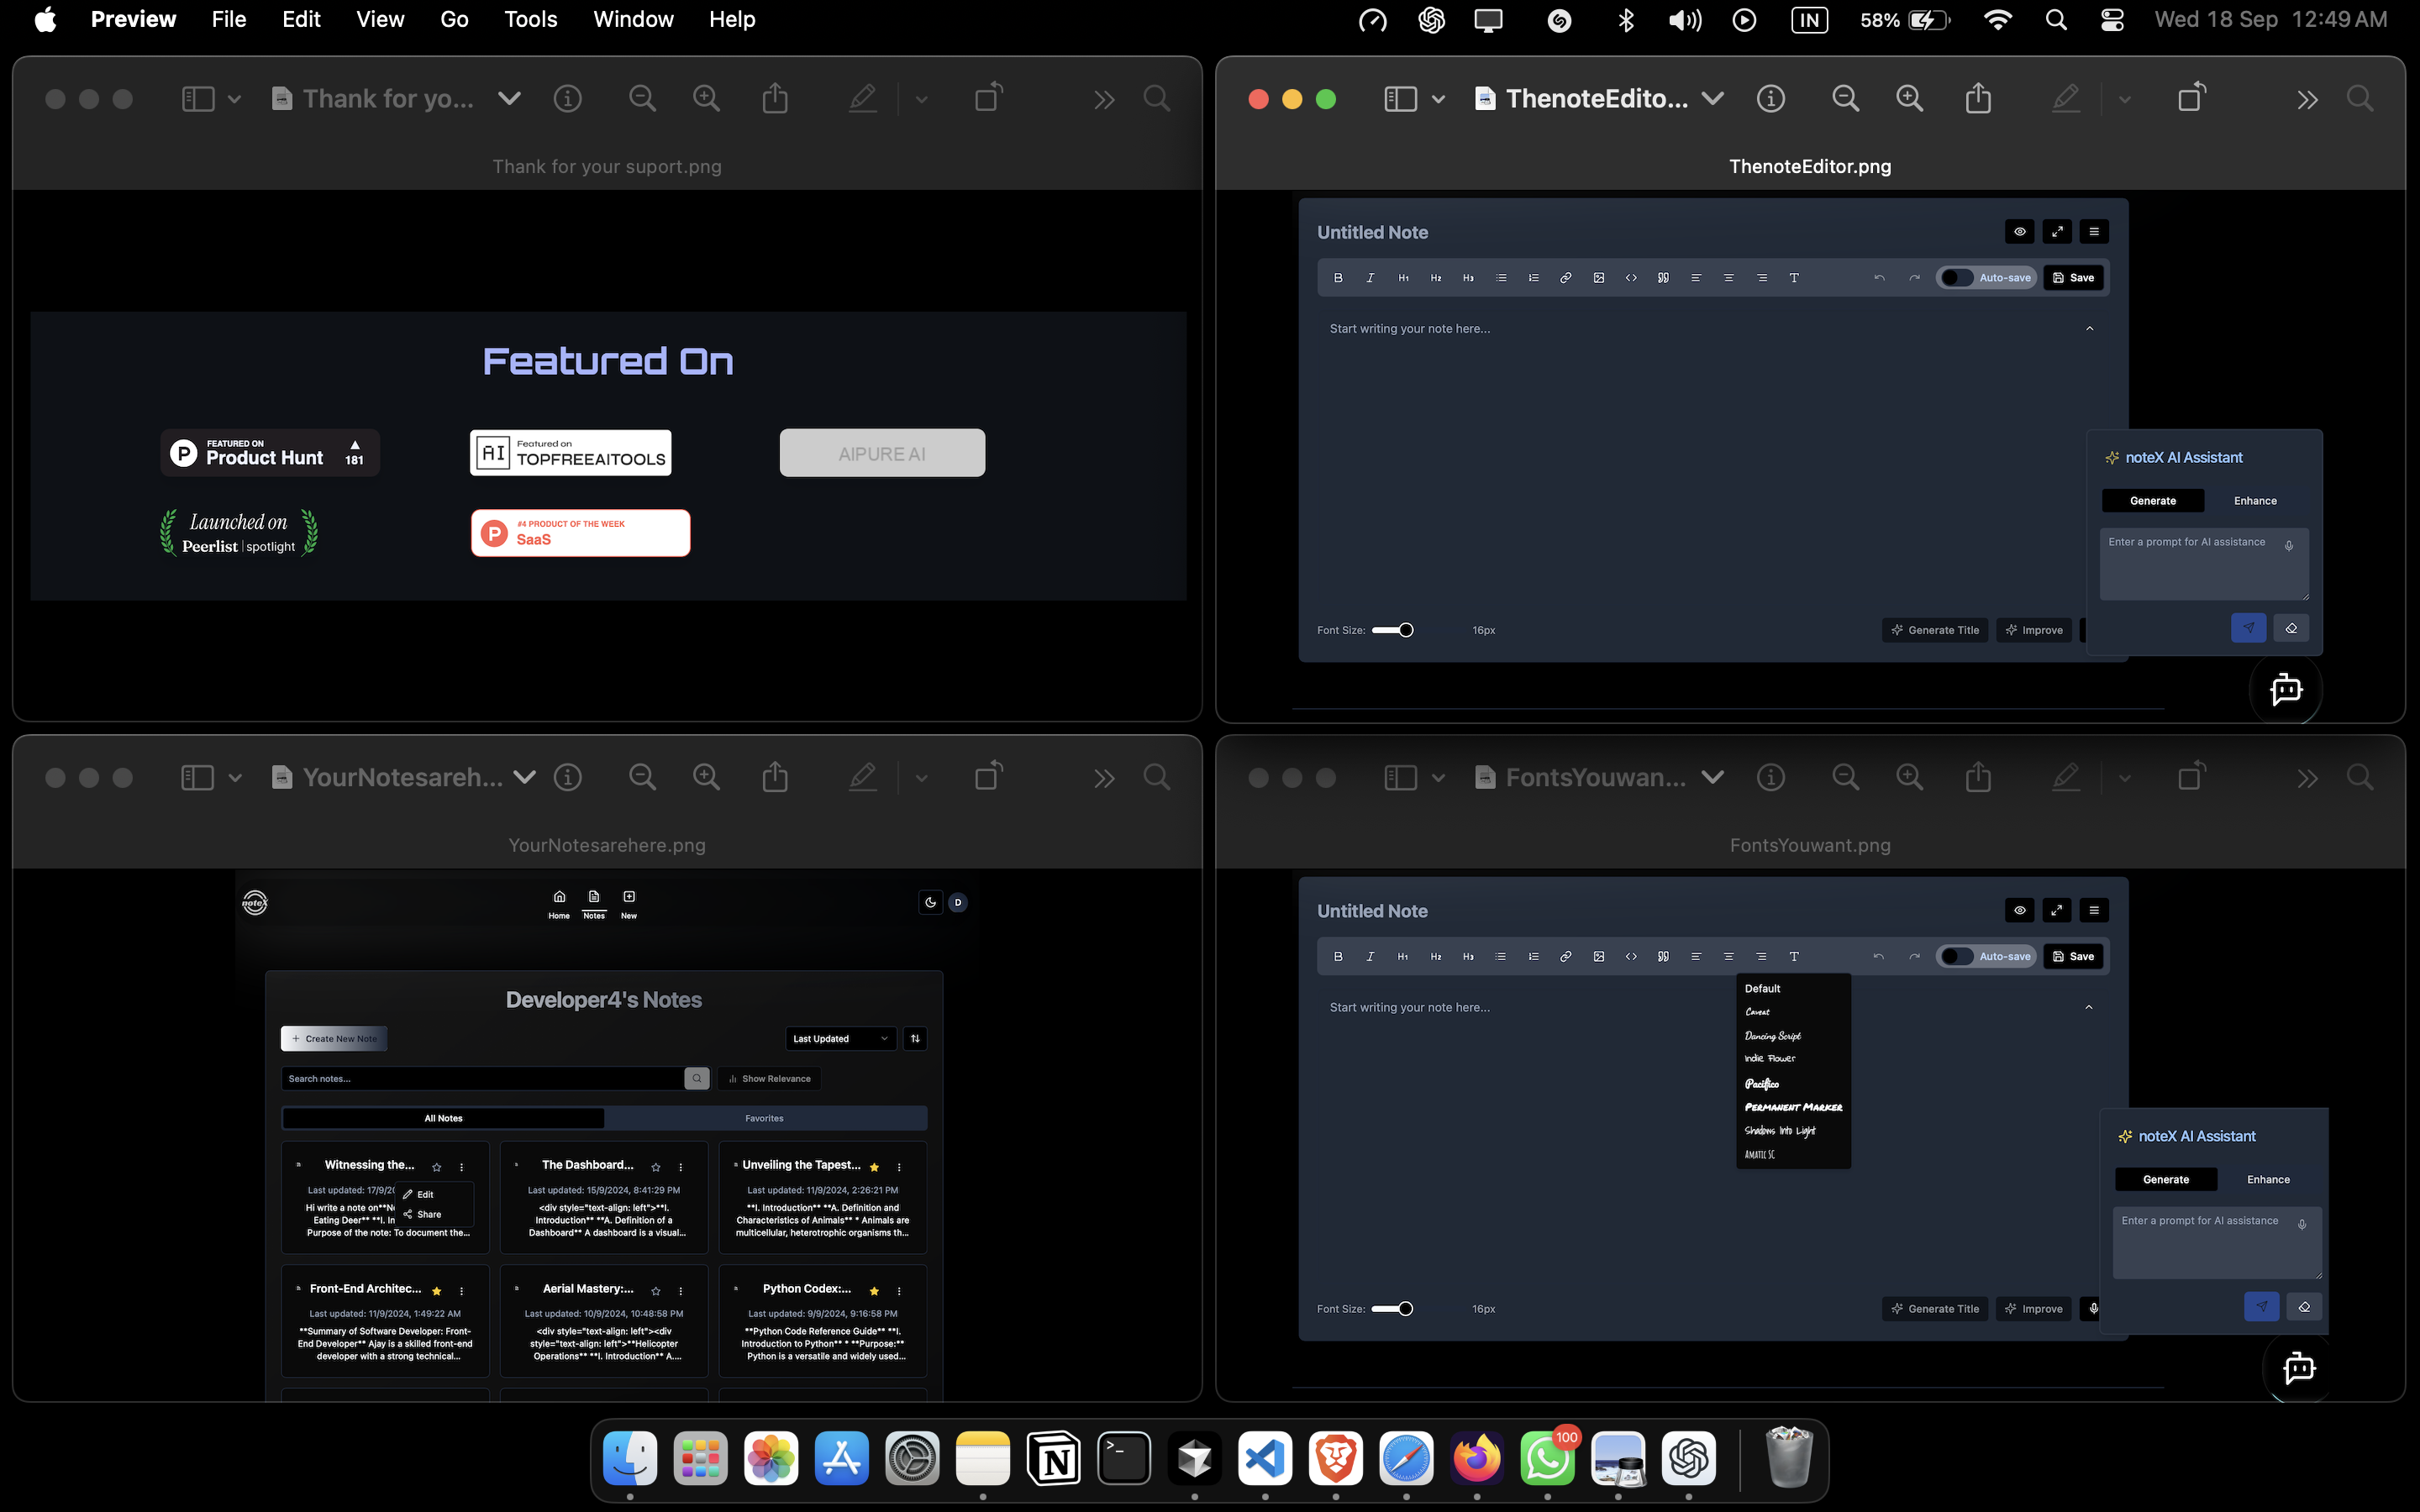 Preview File Edit View Go Tools Window Help
IN 58% Wed 18 Sep 12:49 AM
Thank for yo...
Thank for your suport.png
Featured On
P FEATURED ON Product Hunt 181
AI Featured on TOPFREEAITOOLS
AIPURE AI
Launched on
Peerlist | spotlight
P #4 PRODUCT OF THE WEEK
SaaS
ThenoteEdito...
ThenoteEditor.png
Untitled Note
B I H1 H2 H3 T Auto-save Save
Start writing your note here...
noteX AI Assistant
Generate Enhance
Enter a prompt for AI assistance
Font Size: 16px Generate Title Improve
YourNotesareh...
YourNotesarehere.png
noteX
Home Notes New
D
Developer4's Notes
+ Create New Note Last Updated
Search notes... Show Relevance
All Notes Favorites
Witnessing the...
Last updated: 17/9/20
Edit
Share
Hi write a note on**N
Eating Deer** **I. In
Purpose of the note: To document the...
The Dashboard...
Last updated: 15/9/2024, 8:41:29 PM
<div style="text-align: left">**I.
Introduction** **A. Definition of a
Dashboard** A dashboard is a visual...
Unveiling the Tapest...
Last updated: 11/9/2024, 2:26:21 PM
**I. Introduction** **A. Definition and
Characteristics of Animals** * Animals are
multicellular, heterotrophic organisms th...
Front-End Architec...
Last updated: 11/9/2024, 1:49:22 AM
**Summary of Software Developer: Front-
End Developer** Ajay is a skilled front-end
developer with a strong technical...
Aerial Mastery:...
Last updated: 10/9/2024, 10:48:58 PM
<div style="text-align: left"><div
style="text-align: left">**Helicopter
Operations** **I. Introduction** A....
Python Codex:...
Last updated: 9/9/2024, 9:16:58 PM
**Python Code Reference Guide** **I.
Introduction to Python** * **Purpose:**
Python is a versatile and widely used...
FontsYouwan...
FontsYouwant.png
Untitled Note
B I H1 H2 H3 T Auto-save Save
Start writing your note here...
Default
Caveat
Dancing Script
Indie Flower
Pacifico
Permanent Marker
Shadows Into Light
Amatic SC
noteX AI Assistant
Generate Enhance
Enter a prompt for AI assistance
Font Size: 16px Generate Title Improve
100